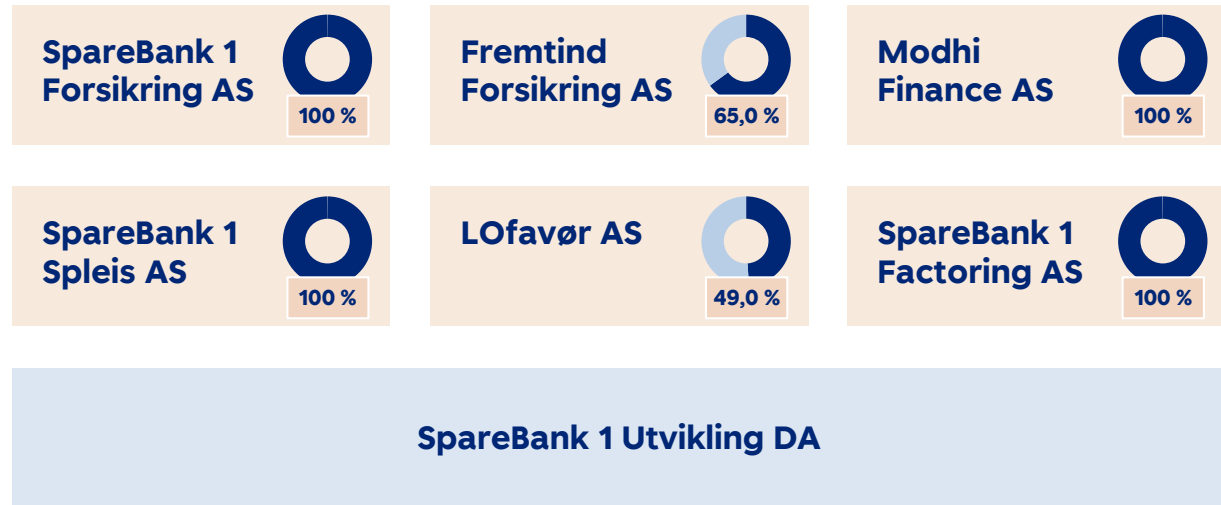 SpareBank 1
Forsikring AS
100 %
Fremtind
Forsikring AS
65,0 %
Modhi
Finance AS
100 %
SpareBank 1
Spleis AS
100 %
LOfavør AS
49,0 %
SpareBank 1
Factoring AS
100 %
SpareBank 1 Utvikling DA